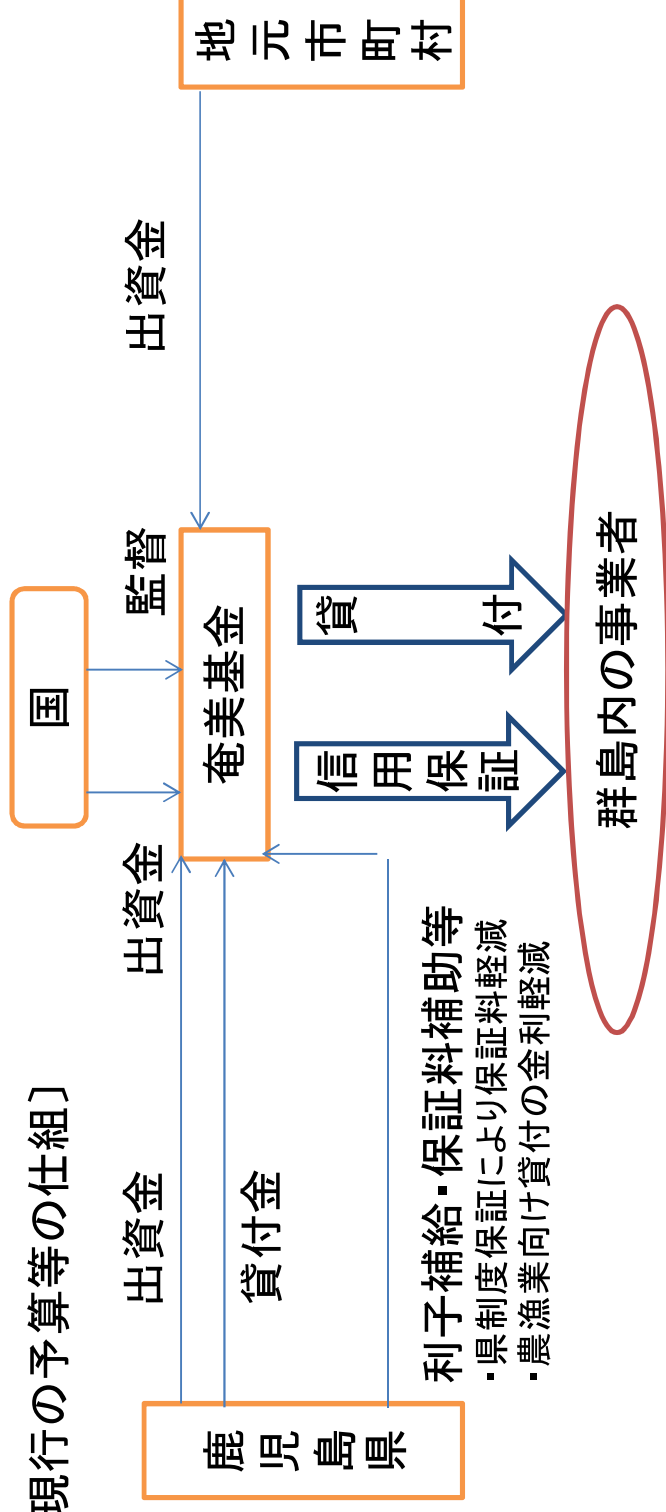 現行の予算等の仕組〕
国
出資金
監督
出資金
出資金
貸付金
鹿児島県
奄美基金
地元市町村
利子補給・保証料補助等
・県制度保証により保証料軽減
・農漁業向け貸付の金利軽減
信用保証
貸付
群島内の事業者